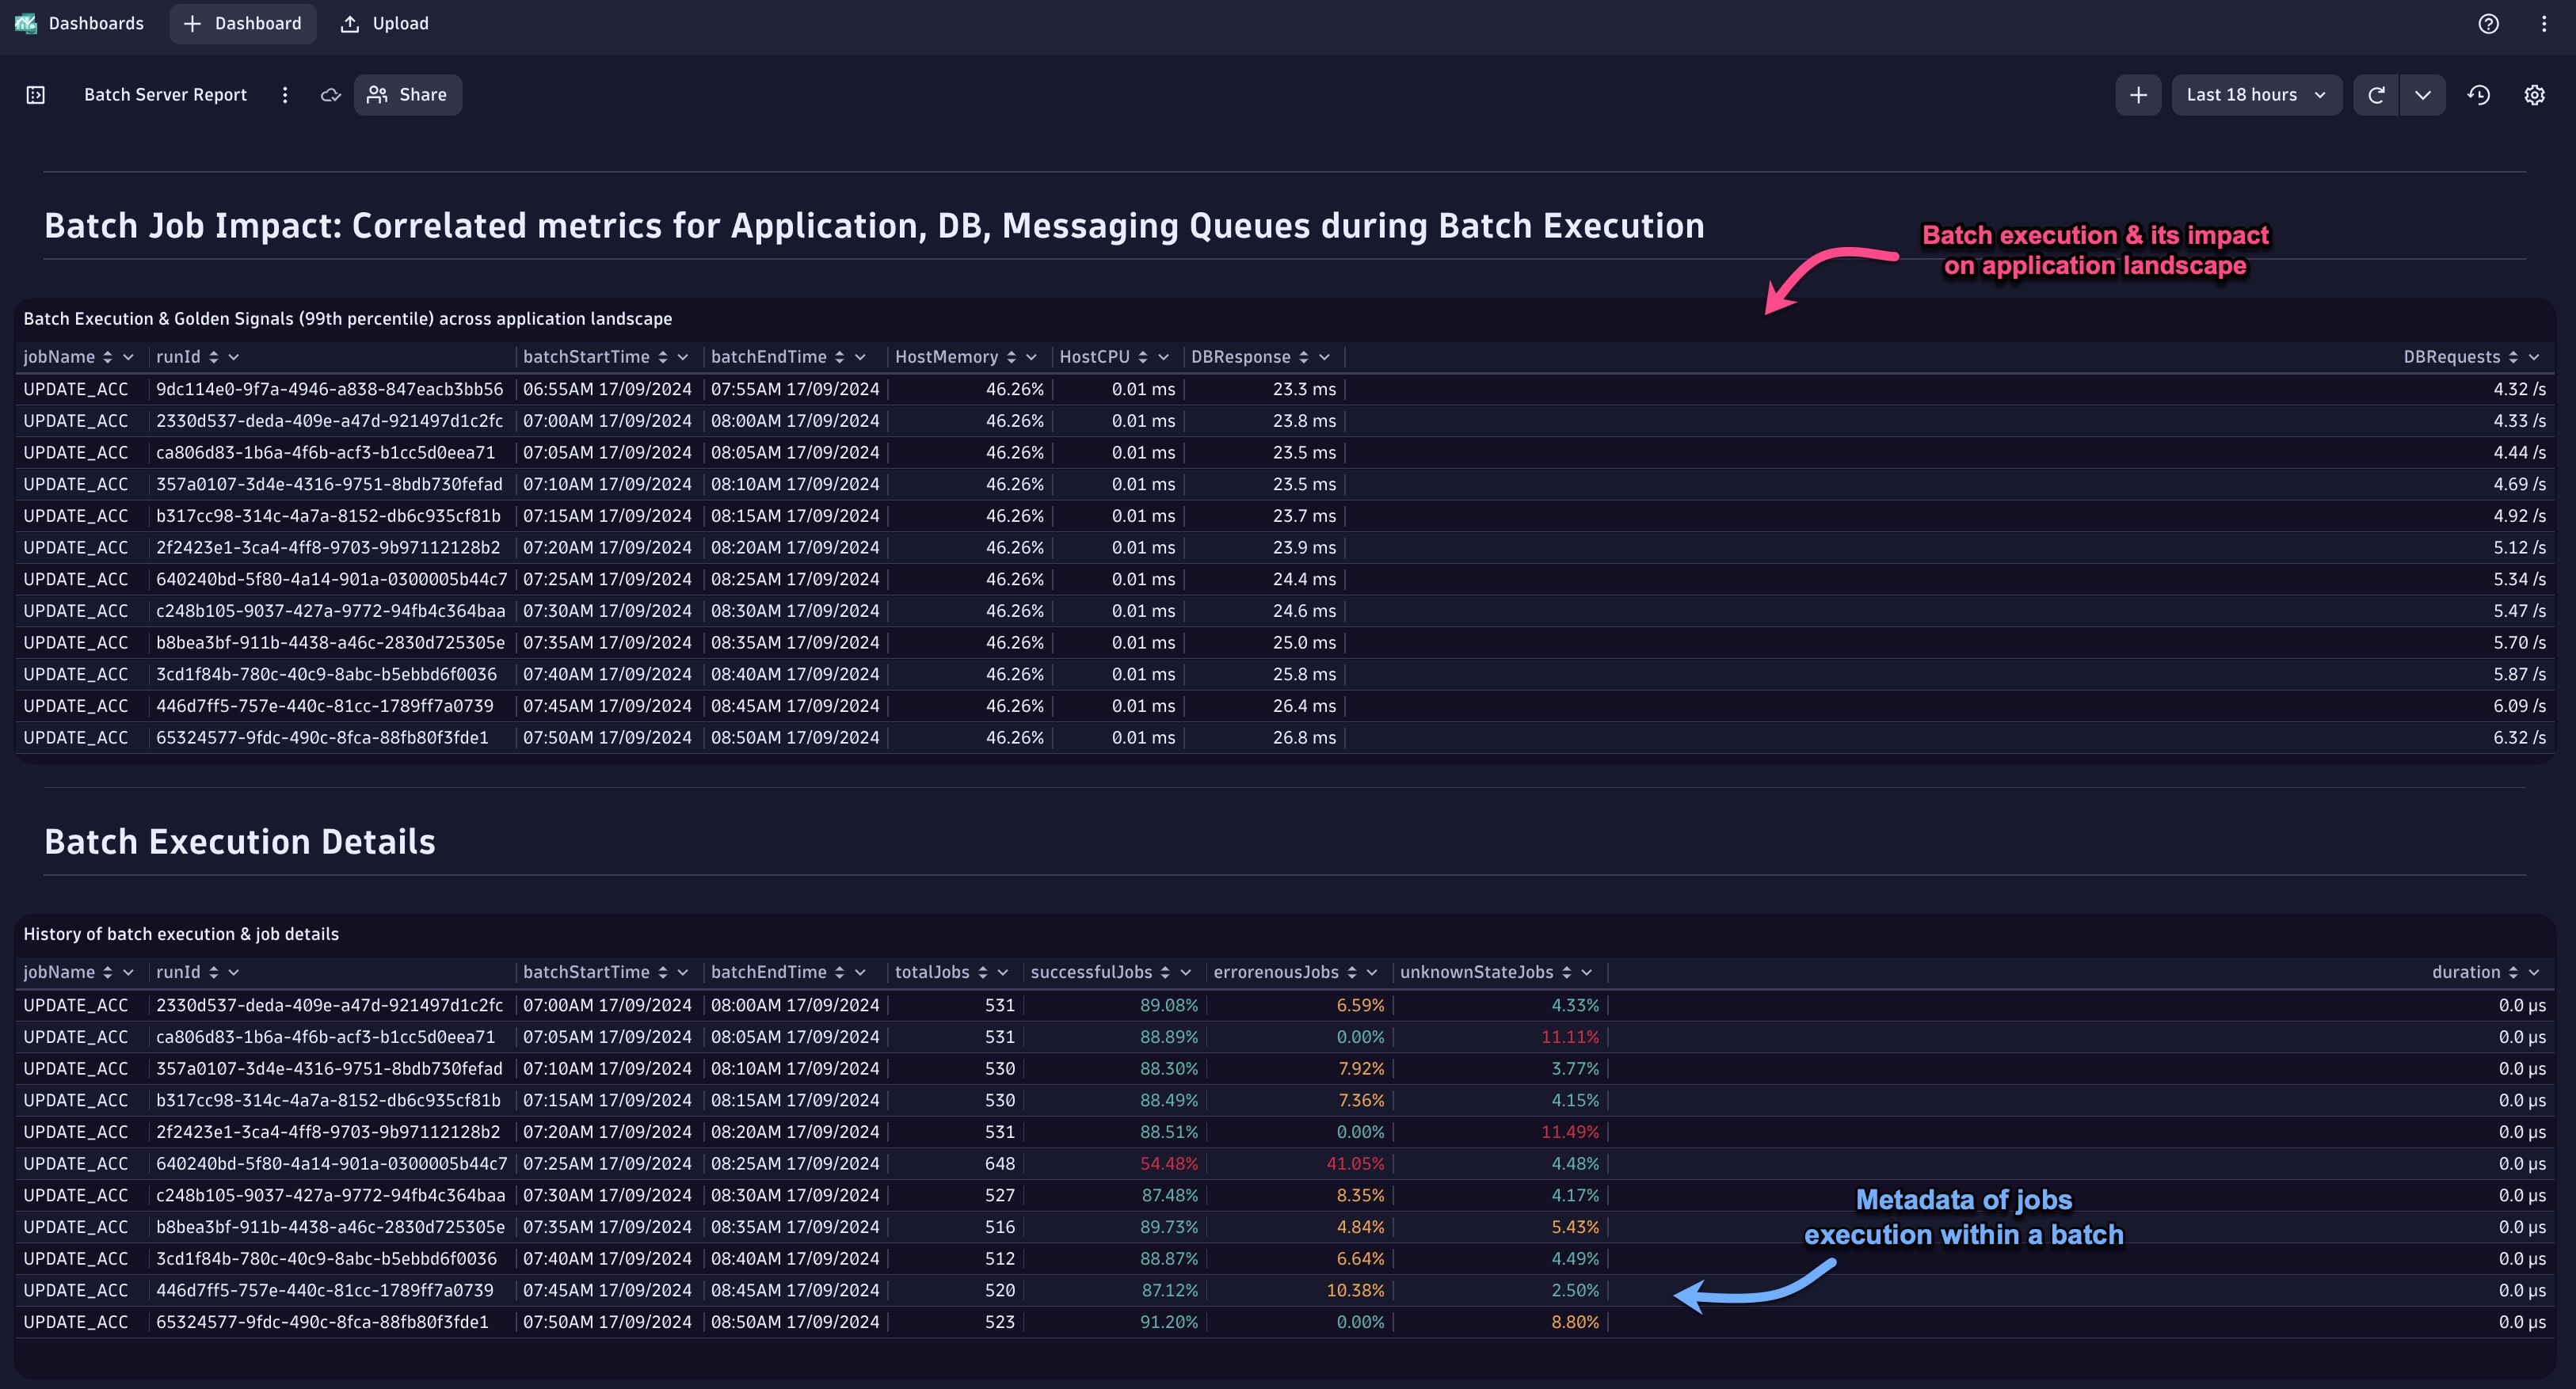 Dashboards Dashboard Upload
Batch Server Report Share Last 18 hours
Batch Job Impact: Correlated metrics for Application, DB, Messaging Queues during Batch Execution
Batch execution & its impact
on application landscape
Batch Execution & Golden Signals (99th percentile) across application landscape
jobName runId batchStartTime batchEndTime HostMemory HostCPU DBResponse DBRequests
UPDATE_ACC 9dc114e0-9f7a-4946-a838-847eacb3bb56 06:55AM 17/09/2024 07:55AM 17/09/2024 46.26% 0.01 ms 23.3 ms 4.32 /s
UPDATE_ACC 2330d537-deda-409e-a47d-921497d1c2fc 07:00AM 17/09/2024 08:00AM 17/09/2024 46.26% 0.01 ms 23.8 ms 4.33 /s
UPDATE_ACC ca806d83-1b6a-4f6b-acf3-b1cc5d0eea71 07:05AM 17/09/2024 08:05AM 17/09/2024 46.26% 0.01 ms 23.5 ms 4.44 /s
UPDATE_ACC 357a0107-3d4e-4316-9751-8bdb730fefad 07:10AM 17/09/2024 08:10AM 17/09/2024 46.26% 0.01 ms 23.5 ms 4.69 /s
UPDATE_ACC b317cc98-314c-4a7a-8152-db6c935cf81b 07:15AM 17/09/2024 08:15AM 17/09/2024 46.26% 0.01 ms 23.7 ms 4.92 /s
UPDATE_ACC 2f2423e1-3ca4-4ff8-9703-9b97112128b2 07:20AM 17/09/2024 08:20AM 17/09/2024 46.26% 0.01 ms 23.9 ms 5.12 /s
UPDATE_ACC 640240bd-5f80-4a14-901a-0300005b44c7 07:25AM 17/09/2024 08:25AM 17/09/2024 46.26% 0.01 ms 24.4 ms 5.34 /s
UPDATE_ACC c248b105-9037-427a-9772-94fb4c364baa 07:30AM 17/09/2024 08:30AM 17/09/2024 46.26% 0.01 ms 24.6 ms 5.47 /s
UPDATE_ACC b8bea3bf-911b-4438-a46c-2830d725305e 07:35AM 17/09/2024 08:35AM 17/09/2024 46.26% 0.01 ms 25.0 ms 5.70 /s
UPDATE_ACC 3cd1f84b-780c-40c9-8abc-b5ebbd6f0036 07:40AM 17/09/2024 08:40AM 17/09/2024 46.26% 0.01 ms 25.8 ms 5.87 /s
UPDATE_ACC 446d7ff5-757e-440c-81cc-1789ff7a0739 07:45AM 17/09/2024 08:45AM 17/09/2024 46.26% 0.01 ms 26.4 ms 6.09 /s
UPDATE_ACC 65324577-9fdc-490c-8fca-88fb80f3fde1 07:50AM 17/09/2024 08:50AM 17/09/2024 46.26% 0.01 ms 26.8 ms 6.32 /s
Batch Execution Details
History of batch execution & job details
jobName runId batchStartTime batchEndTime totalJobs successfulJobs errorenousJobs unknownStateJobs duration
UPDATE_ACC 2330d537-deda-409e-a47d-921497d1c2fc 07:00AM 17/09/2024 08:00AM 17/09/2024 531 89.08% 6.59% 4.33% 0.0 µs
UPDATE_ACC ca806d83-1b6a-4f6b-acf3-b1cc5d0eea71 07:05AM 17/09/2024 08:05AM 17/09/2024 531 88.89% 0.00% 11.11% 0.0 µs
UPDATE_ACC 357a0107-3d4e-4316-9751-8bdb730fefad 07:10AM 17/09/2024 08:10AM 17/09/2024 530 88.30% 7.92% 3.77% 0.0 µs
UPDATE_ACC b317cc98-314c-4a7a-8152-db6c935cf81b 07:15AM 17/09/2024 08:15AM 17/09/2024 530 88.49% 7.36% 4.15% 0.0 µs
UPDATE_ACC 2f2423e1-3ca4-4ff8-9703-9b97112128b2 07:20AM 17/09/2024 08:20AM 17/09/2024 531 88.51% 0.00% 11.49% 0.0 µs
UPDATE_ACC 640240bd-5f80-4a14-901a-0300005b44c7 07:25AM 17/09/2024 08:25AM 17/09/2024 648 54.48% 41.05% 4.48% 0.0 µs
UPDATE_ACC c248b105-9037-427a-9772-94fb4c364baa 07:30AM 17/09/2024 08:30AM 17/09/2024 527 87.48% 8.35% 4.17% 0.0 µs
UPDATE_ACC b8bea3bf-911b-4438-a46c-2830d725305e 07:35AM 17/09/2024 08:35AM 17/09/2024 516 89.73% 4.84% 5.43% 0.0 µs
UPDATE_ACC 3cd1f84b-780c-40c9-8abc-b5ebbd6f0036 07:40AM 17/09/2024 08:40AM 17/09/2024 512 88.87% 6.64% 4.49% 0.0 µs
UPDATE_ACC 446d7ff5-757e-440c-81cc-1789ff7a0739 07:45AM 17/09/2024 08:45AM 17/09/2024 520 87.12% 10.38% 2.50% 0.0 µs
UPDATE_ACC 65324577-9fdc-490c-8fca-88fb80f3fde1 07:50AM 17/09/2024 08:50AM 17/09/2024 523 91.20% 0.00% 8.80% 0.0 µs
Metadata of jobs
execution within a batch